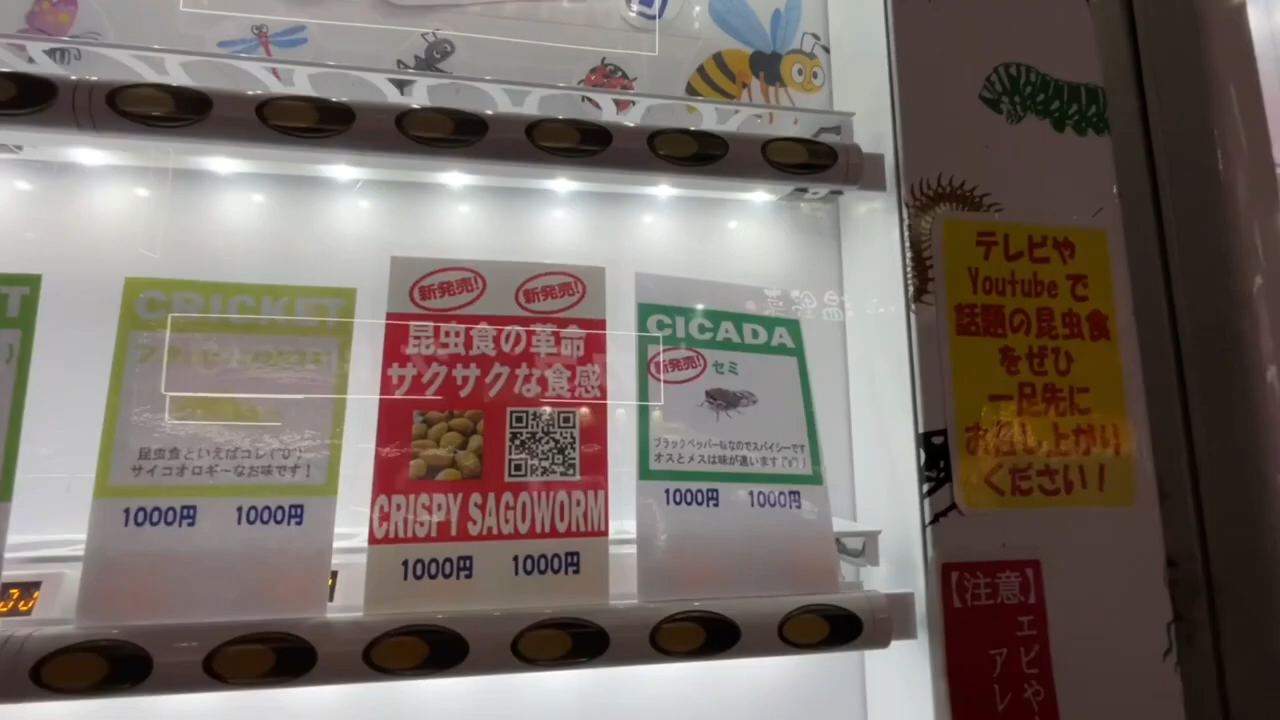 CRICKET
昆虫食といえばコレ(^o^)
サイコオロギ～なお味です！
1000円 1000円
新発売! 新発売!
昆虫食の革命
サクサクな食感
CRISPY SAGOWORM
1000円 1000円
CICADA
新発売! セミ
ブラックペッパー味なのでスパイシーです
オスとメスは味が違います(^o^)
1000円 1000円
テレビや
Youtubeで
話題の昆虫食
をぜひ
一足先に
お召し上がり
ください！
【注意】
エビや
アレ